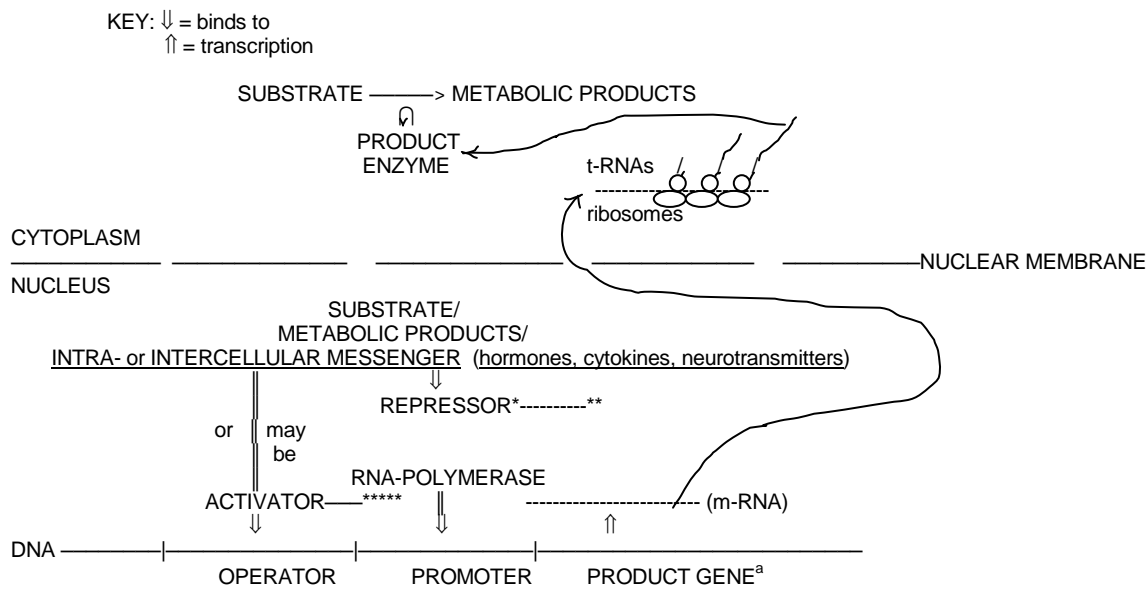 KEY: ⇓ = binds to
⇑ = transcription
SUBSTRATE ———> METABOLIC PRODUCTS
PRODUCT
ENZYME
t-RNAs
ribosomes
CYTOPLASM
NUCLEAR MEMBRANE
NUCLEUS
SUBSTRATE/
METABOLIC PRODUCTS/
INTRA- or INTERCELLULAR MESSENGER (hormones, cytokines, neurotransmitters)
REPRESSOR*----------**
or may
be
RNA-POLYMERASE
ACTIVATOR——***** (m-RNA)
DNA
OPERATOR PROMOTER PRODUCT GENEᵃ